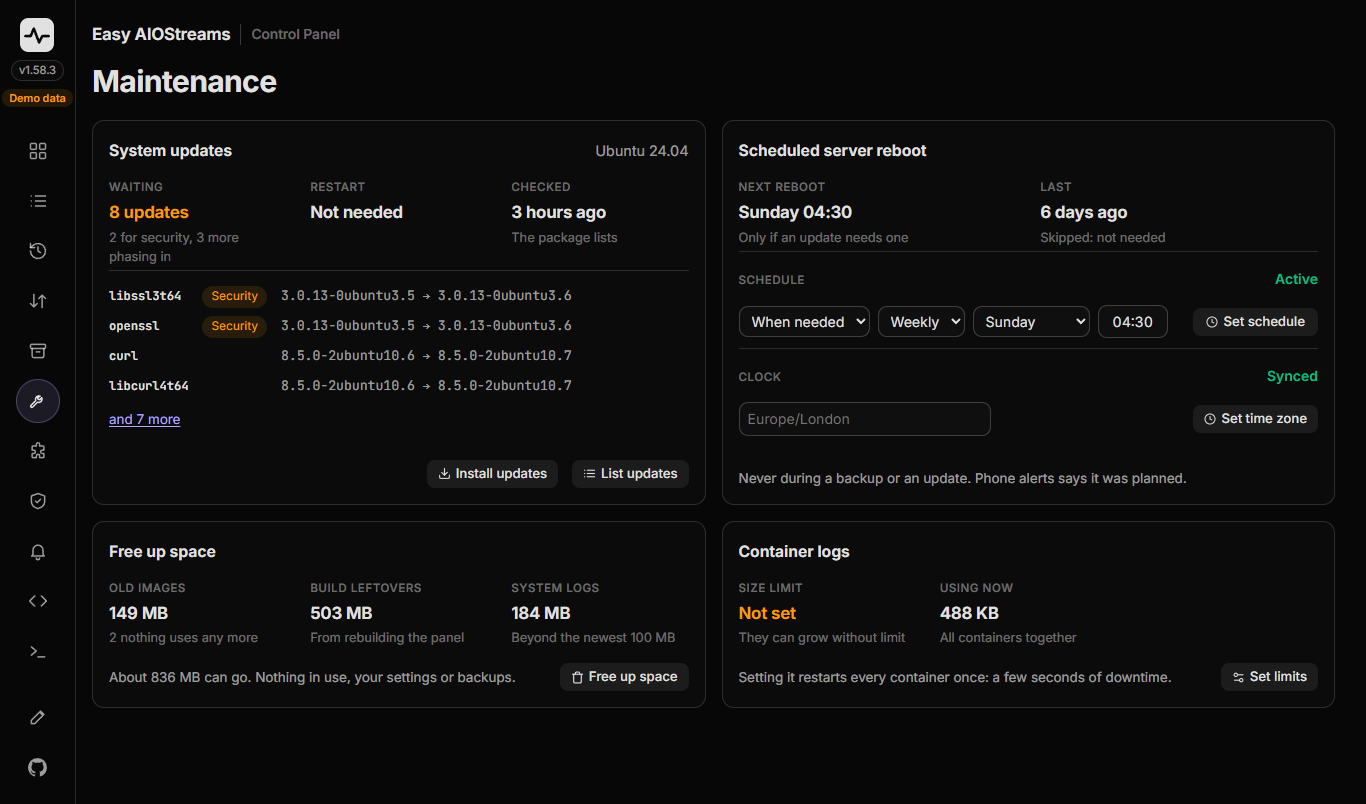 Easy AIOStreams | Control Panel
v1.58.3
Demo data
Maintenance
System updates
Ubuntu 24.04
WAITING
8 updates
2 for security, 3 more
phasing in
RESTART
Not needed
CHECKED
3 hours ago
The package lists
libssl3t64 Security 3.0.13-0ubuntu3.5 → 3.0.13-0ubuntu3.6
openssl Security 3.0.13-0ubuntu3.5 → 3.0.13-0ubuntu3.6
curl 8.5.0-2ubuntu10.6 → 8.5.0-2ubuntu10.7
libcurl4t64 8.5.0-2ubuntu10.6 → 8.5.0-2ubuntu10.7
and 7 more
Install updates
List updates
Scheduled server reboot
NEXT REBOOT
Sunday 04:30
Only if an update needs one
LAST
6 days ago
Skipped: not needed
SCHEDULE
Active
When needed
Weekly
Sunday
04:30
Set schedule
CLOCK
Synced
Europe/London
Set time zone
Never during a backup or an update. Phone alerts says it was planned.
Free up space
OLD IMAGES
149 MB
2 nothing uses any more
BUILD LEFTOVERS
503 MB
From rebuilding the panel
SYSTEM LOGS
184 MB
Beyond the newest 100 MB
About 836 MB can go. Nothing in use, your settings or backups.
Free up space
Container logs
SIZE LIMIT
Not set
They can grow without limit
USING NOW
488 KB
All containers together
Setting it restarts every container once: a few seconds of downtime.
Set limits